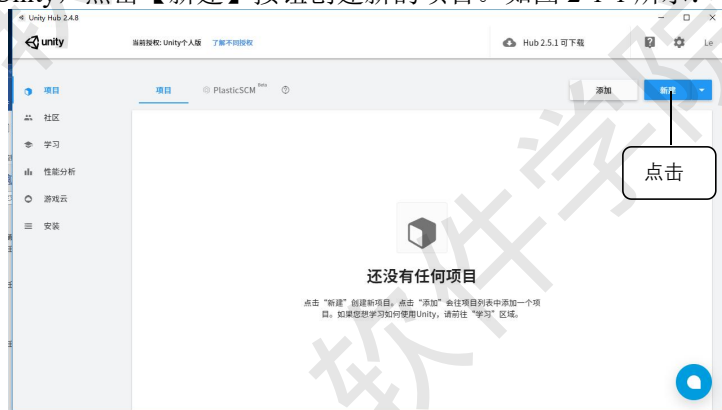 Unity，点击【新建】按钮创建新的项目。如图 2-1-1 所示：
Unity Hub 2.4.8
unity
当前授权: Unity个人版 了解不同授权
Hub 2.5.1 可下载
Le
项目
项目 PlasticSCM Beta
添加 新建
社区
学习
性能分析
点击
游戏云
安装
还没有任何项目
点击“新建”创建新项目。点击“添加”会往项目列表中添加一个项
目。如果您想学习如何使用Unity，请前往“学习”区域。
软件学院